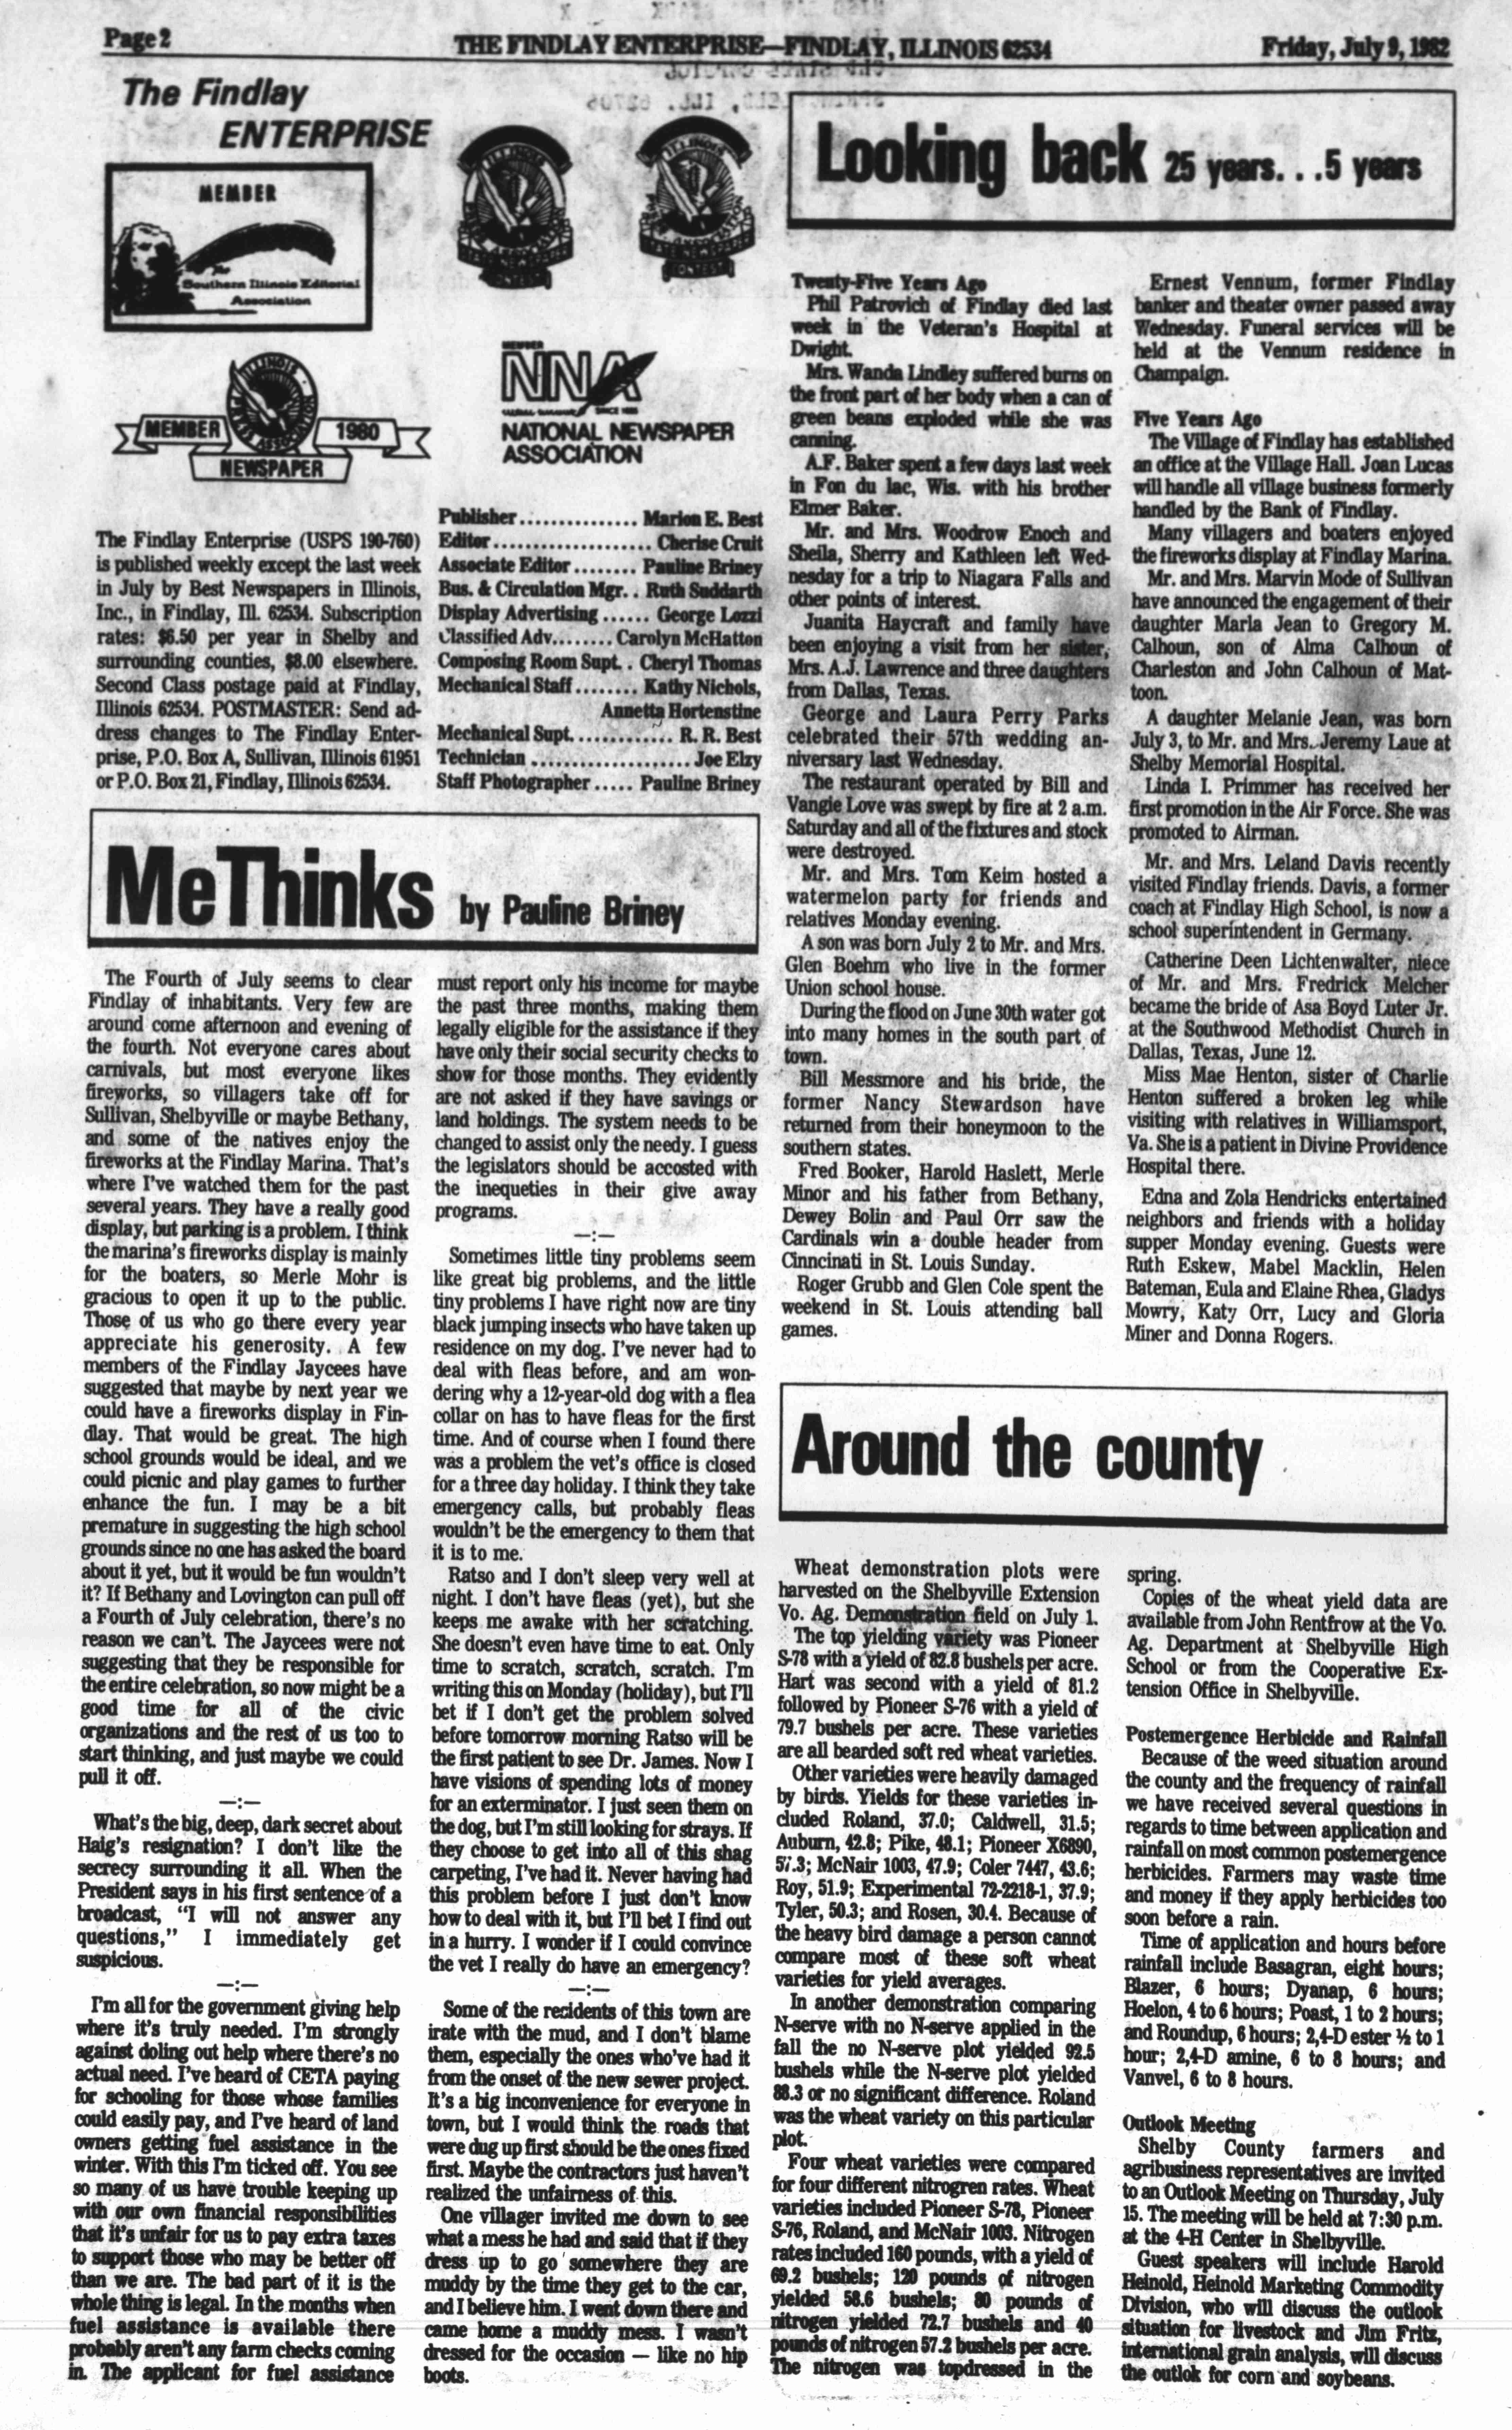 Page 2
THE FINDLAY ENTERPRISE—FINDLAY, ILLINOIS 62534
Friday, July 9, 1982
The Findlay
ENTERPRISE
MEMBER
Southern Illinois Editorial
Association
ILLINOIS
ILLINOIS
MEMBER
1980
NEWSPAPER
MEMBER
NNA
SINCE 1885
NATIONAL NEWSPAPER
ASSOCIATION
The Findlay Enterprise (USPS 190-760)
is published weekly except the last week
in July by Best Newspapers in Illinois,
Inc., in Findlay, Ill. 62534. Subscription
rates: $6.50 per year in Shelby and
surrounding counties, $8.00 elsewhere.
Second Class postage paid at Findlay,
Illinois 62534. POSTMASTER: Send ad-
dress changes to The Findlay Enter-
prise, P.O. Box A, Sullivan, Illinois 61951
or P.O. Box 21, Findlay, Illinois 62534.
Publisher............... Marion E. Best
Editor.................... Cherise Cruit
Associate Editor........ Pauline Briney
Bus. & Circulation Mgr.. Ruth Suddarth
Display Advertising...... George Lozzi
Classified Adv........ Carolyn McHatton
Composing Room Supt.. Cheryl Thomas
Mechanical Staff........ Kathy Nichols,
Annetta Hortenstine
Mechanical Supt............. R. R. Best
Technician .................... Joe Elzy
Staff Photographer ..... Pauline Briney
MeThinks by Pauline Briney
The Fourth of July seems to clear
Findlay of inhabitants. Very few are
around come afternoon and evening of
the fourth. Not everyone cares about
carnivals, but most everyone likes
fireworks, so villagers take off for
Sullivan, Shelbyville or maybe Bethany,
and some of the natives enjoy the
fireworks at the Findlay Marina. That's
where I've watched them for the past
several years. They have a really good
display, but parking is a problem. I think
the marina's fireworks display is mainly
for the boaters, so Merle Mohr is
gracious to open it up to the public.
Those of us who go there every year
appreciate his generosity. A few
members of the Findlay Jaycees have
suggested that maybe by next year we
could have a fireworks display in Fin-
dlay. That would be great. The high
school grounds would be ideal, and we
could picnic and play games to further
enhance the fun. I may be a bit
premature in suggesting the high school
grounds since no one has asked the board
about it yet, but it would be fun wouldn't
it? If Bethany and Lovington can pull off
a Fourth of July celebration, there's no
reason we can't. The Jaycees were not
suggesting that they be responsible for
the entire celebration, so now might be a
good time for all of the civic
organizations and the rest of us too to
start thinking, and just maybe we could
pull it off.
—:—
What's the big, deep, dark secret about
Haig's resignation? I don't like the
secrecy surrounding it all. When the
President says in his first sentence of a
broadcast, "I will not answer any
questions," I immediately get
suspicious.
—:—
I'm all for the government giving help
where it's truly needed. I'm strongly
against doling out help where there's no
actual need. I've heard of CETA paying
for schooling for those whose families
could easily pay, and I've heard of land
owners getting fuel assistance in the
winter. With this I'm ticked off. You see
so many of us have trouble keeping up
with our own financial responsibilities
that it's unfair for us to pay extra taxes
to support those who may be better off
than we are. The bad part of it is the
whole thing is legal. In the months when
fuel assistance is available there
probably aren't any farm checks coming
in. The applicant for fuel assistance
must report only his income for maybe
the past three months, making them
legally eligible for the assistance if they
have only their social security checks to
show for those months. They evidently
are not asked if they have savings or
land holdings. The system needs to be
changed to assist only the needy. I guess
the legislators should be accosted with
the inequeties in their give away
programs.
—:—
Sometimes little tiny problems seem
like great big problems, and the little
tiny problems I have right now are tiny
black jumping insects who have taken up
residence on my dog. I've never had to
deal with fleas before, and am won-
dering why a 12-year-old dog with a flea
collar on has to have fleas for the first
time. And of course when I found there
was a problem the vet's office is closed
for a three day holiday. I think they take
emergency calls, but probably fleas
wouldn't be the emergency to them that
it is to me.
Ratso and I don't sleep very well at
night. I don't have fleas (yet), but she
keeps me awake with her scratching.
She doesn't even have time to eat. Only
time to scratch, scratch, scratch. I'm
writing this on Monday (holiday), but I'll
bet if I don't get the problem solved
before tomorrow morning Ratso will be
the first patient to see Dr. James. Now I
have visions of spending lots of money
for an exterminator. I just seen them on
the dog, but I'm still looking for strays. If
they choose to get into all of this shag
carpeting, I've had it. Never having had
this problem before I just don't know
how to deal with it, but I'll bet I find out
in a hurry. I wonder if I could convince
the vet I really do have an emergency?
—:—
Some of the recidents of this town are
irate with the mud, and I don't blame
them, especially the ones who've had it
from the onset of the new sewer project.
It's a big inconvenience for everyone in
town, but I would think the roads that
were dug up first should be the ones fixed
first. Maybe the contractors just haven't
realized the unfairness of this.
One villager invited me down to see
what a mess he had and said that if they
dress up to go somewhere they are
muddy by the time they get to the car,
and I believe him. I went down there and
came home a muddy mess. I wasn't
dressed for the occasion — like no hip
boots.
Looking back 25 years. . .5 years
Twenty-Five Years Ago
Phil Patrovich of Findlay died last
week in the Veteran's Hospital at
Dwight.
Mrs. Wanda Lindley suffered burns on
the front part of her body when a can of
green beans exploded while she was
canning.
A.F. Baker spent a few days last week
in Fon du lac, Wis. with his brother
Elmer Baker.
Mr. and Mrs. Woodrow Enoch and
Sheila, Sherry and Kathleen left Wed-
nesday for a trip to Niagara Falls and
other points of interest.
Juanita Haycraft and family have
been enjoying a visit from her sister,
Mrs. A.J. Lawrence and three daughters
from Dallas, Texas.
George and Laura Perry Parks
celebrated their 57th wedding an-
niversary last Wednesday.
The restaurant operated by Bill and
Vangie Love was swept by fire at 2 a.m.
Saturday and all of the fixtures and stock
were destroyed.
Mr. and Mrs. Tom Keim hosted a
watermelon party for friends and
relatives Monday evening.
A son was born July 2 to Mr. and Mrs.
Glen Boehm who live in the former
Union school house.
During the flood on June 30th water got
into many homes in the south part of
town.
Bill Messmore and his bride, the
former Nancy Stewardson have
returned from their honeymoon to the
southern states.
Fred Booker, Harold Haslett, Merle
Minor and his father from Bethany,
Dewey Bolin and Paul Orr saw the
Cardinals win a double header from
Cinncinati in St. Louis Sunday.
Roger Grubb and Glen Cole spent the
weekend in St. Louis attending ball
games.
Ernest Vennum, former Findlay
banker and theater owner passed away
Wednesday. Funeral services will be
held at the Vennum residence in
Champaign.
Five Years Ago
The Village of Findlay has established
an office at the Village Hall. Joan Lucas
will handle all village business formerly
handled by the Bank of Findlay.
Many villagers and boaters enjoyed
the fireworks display at Findlay Marina.
Mr. and Mrs. Marvin Mode of Sullivan
have announced the engagement of their
daughter Marla Jean to Gregory M.
Calhoun, son of Alma Calhoun of
Charleston and John Calhoun of Mat-
toon.
A daughter Melanie Jean, was born
July 3, to Mr. and Mrs. Jeremy Laue at
Shelby Memorial Hospital.
Linda I. Primmer has received her
first promotion in the Air Force. She was
promoted to Airman.
Mr. and Mrs. Leland Davis recently
visited Findlay friends. Davis, a former
coach at Findlay High School, is now a
school superintendent in Germany.
Catherine Deen Lichtenwalter, niece
of Mr. and Mrs. Fredrick Melcher
became the bride of Asa Boyd Luter Jr.
at the Southwood Methodist Church in
Dallas, Texas, June 12.
Miss Mae Henton, sister of Charlie
Henton suffered a broken leg while
visiting with relatives in Williamsport,
Va. She is a patient in Divine Providence
Hospital there.
Edna and Zola Hendricks entertained
neighbors and friends with a holiday
supper Monday evening. Guests were
Ruth Eskew, Mabel Macklin, Helen
Bateman, Eula and Elaine Rhea, Gladys
Mowry, Katy Orr, Lucy and Gloria
Miner and Donna Rogers.
Around the county
Wheat demonstration plots were
harvested on the Shelbyville Extension
Vo. Ag. Demonstration field on July 1.
The top yielding variety was Pioneer
S-78 with a yield of 82.8 bushels per acre.
Hart was second with a yield of 81.2
followed by Pioneer S-76 with a yield of
79.7 bushels per acre. These varieties
are all bearded soft red wheat varieties.
Other varieties were heavily damaged
by birds. Yields for these varieties in-
cluded Roland, 37.0; Caldwell, 31.5;
Auburn, 42.8; Pike, 48.1; Pioneer X6890,
57.3; McNair 1003, 47.9; Coler 7447, 43.6;
Roy, 51.9; Experimental 72-2218-1, 37.9;
Tyler, 50.3; and Rosen, 30.4. Because of
the heavy bird damage a person cannot
compare most of these soft wheat
varieties for yield averages.
In another demonstration comparing
N-serve with no N-serve applied in the
fall the no N-serve plot yielded 92.5
bushels while the N-serve plot yielded
88.3 or no significant difference. Roland
was the wheat variety on this particular
plot.
Four wheat varieties were compared
for four different nitrogren rates. Wheat
varieties included Pioneer S-78, Pioneer
S-76, Roland, and McNair 1003. Nitrogen
rates included 160 pounds, with a yield of
69.2 bushels; 120 pounds of nitrogen
yielded 58.6 bushels; 80 pounds of
nitrogen yielded 72.7 bushels and 40
pounds of nitrogen 57.2 bushels per acre.
The nitrogen was topdressed in the
spring.
Copies of the wheat yield data are
available from John Rentfrow at the Vo.
Ag. Department at Shelbyville High
School or from the Cooperative Ex-
tension Office in Shelbyville.
Postemergence Herbicide and Rainfall
Because of the weed situation around
the county and the frequency of rainfall
we have received several questions in
regards to time between application and
rainfall on most common postemergence
herbicides. Farmers may waste time
and money if they apply herbicides too
soon before a rain.
Time of application and hours before
rainfall include Basagran, eight hours;
Blazer, 6 hours; Dyanap, 6 hours;
Hoelon, 4 to 6 hours; Poast, 1 to 2 hours;
and Roundup, 6 hours; 2,4-D ester ½ to 1
hour; 2,4-D amine, 6 to 8 hours; and
Vanvel, 6 to 8 hours.
Outlook Meeting
Shelby County farmers and
agribusiness representatives are invited
to an Outlook Meeting on Thursday, July
15. The meeting will be held at 7:30 p.m.
at the 4-H Center in Shelbyville.
Guest speakers will include Harold
Heinold, Heinold Marketing Commodity
Division, who will discuss the outlook
situation for livestock and Jim Fritz,
international grain analysis, will discuss
the outlok for corn and soybeans.